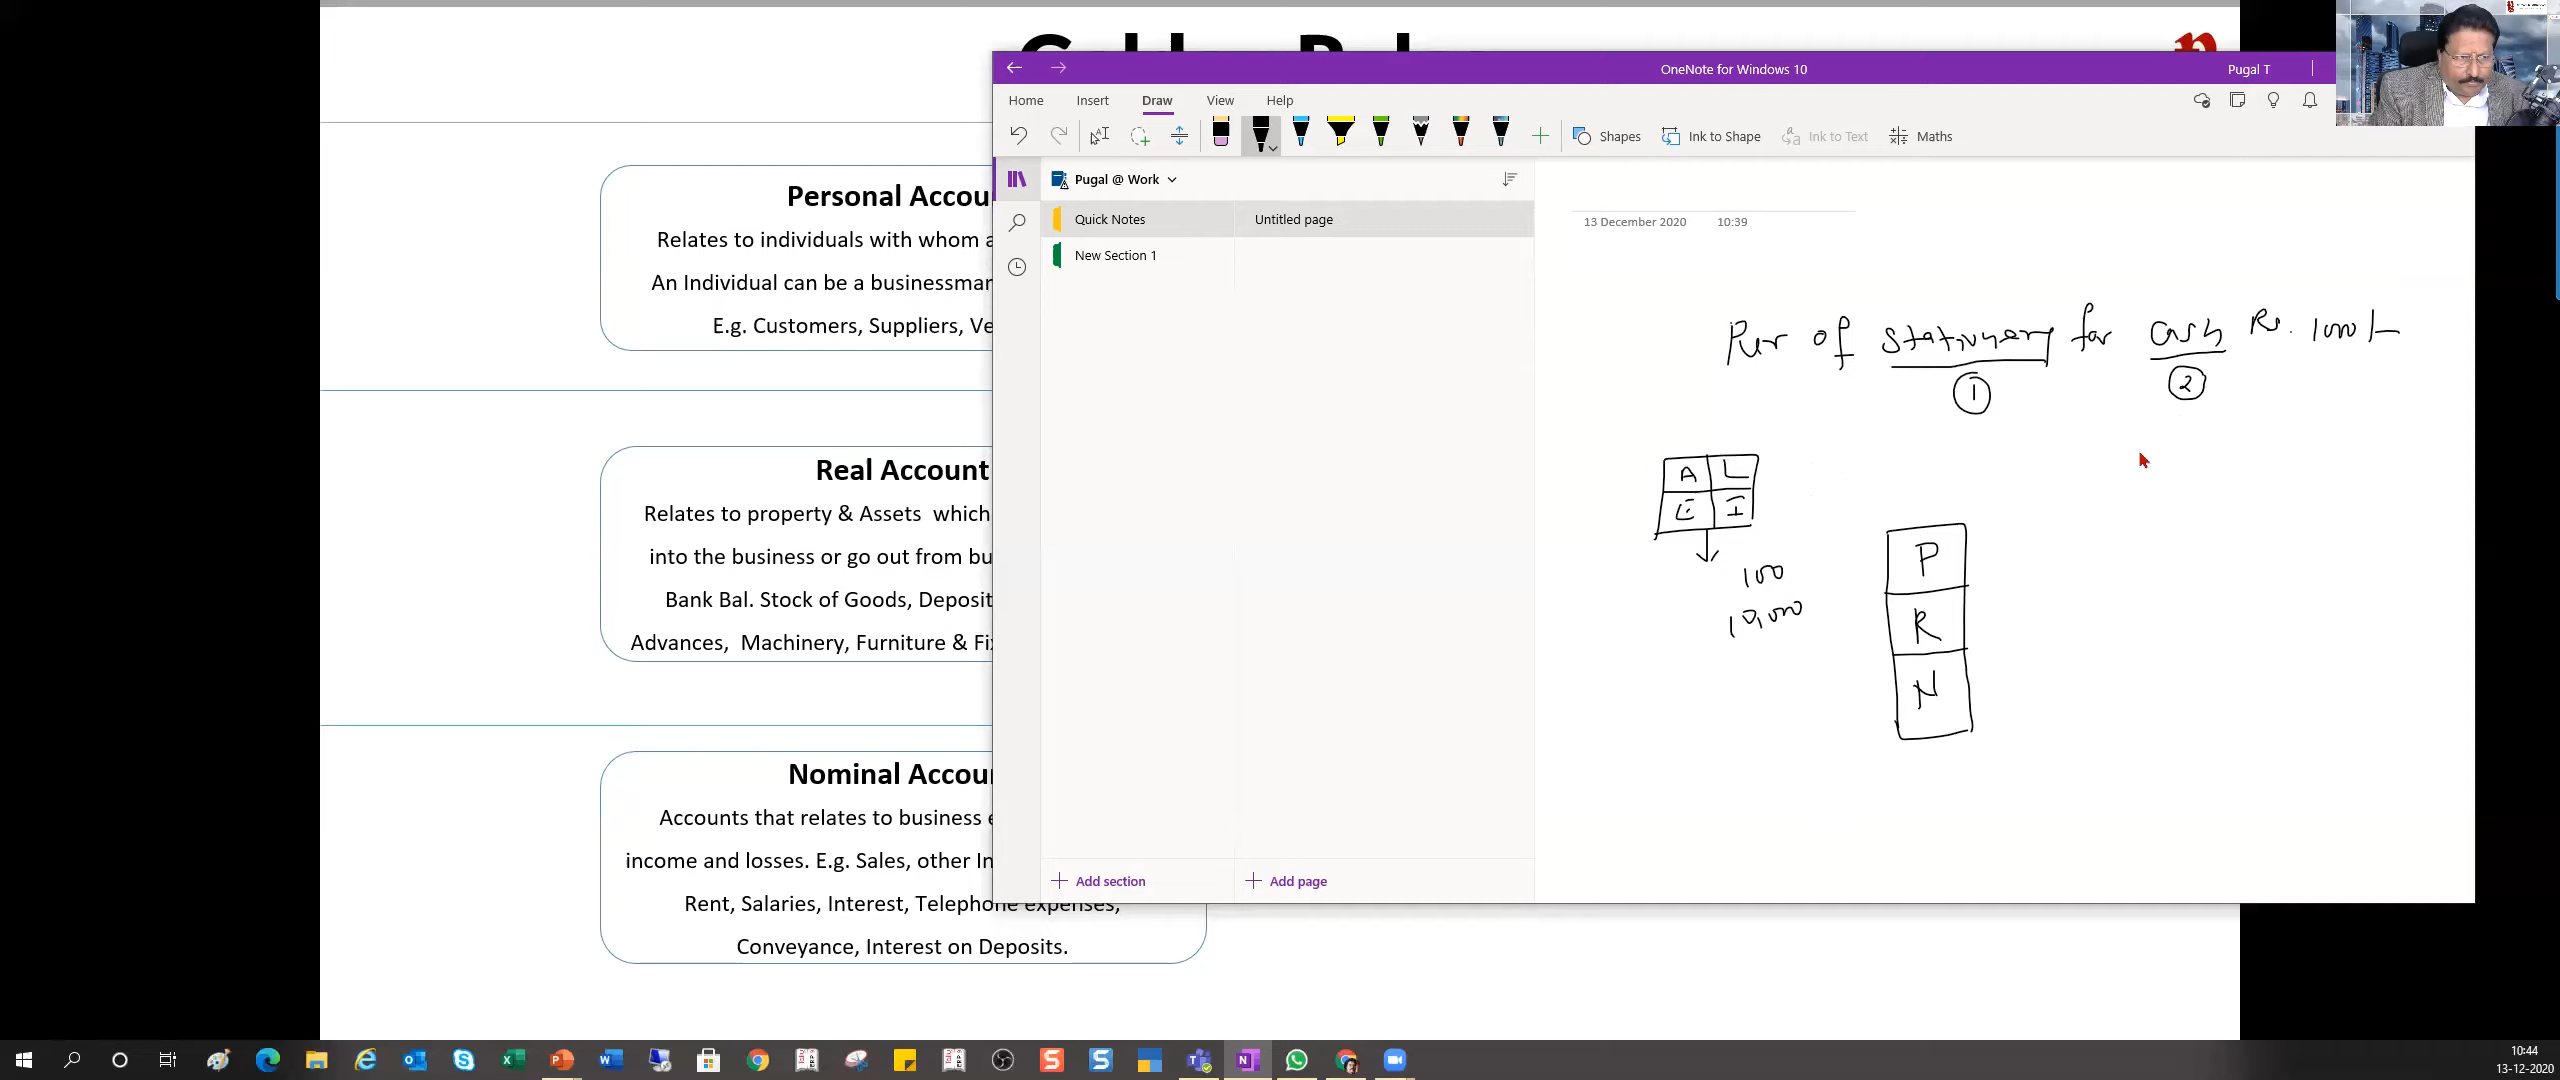 OneNote for Windows 10
Pugal T
Home Insert Draw View Help
Shapes Ink to Shape Ink to Text Maths
Pugal @ Work
Quick Notes
New Section 1
Untitled page
Add section
Add page
13 December 2020 10:39
Pur of Stationery for Cash Rs. 1000/-
1 2
A L
E I
100
10,000
P
R
N
Personal Accou
Relates to individuals with whom a
An Individual can be a businessman
E.g. Customers, Suppliers, Ve
Real Account
Relates to property & Assets which
into the business or go out from bu
Bank Bal. Stock of Goods, Deposit
Advances, Machinery, Furniture & Fi
Nominal Accou
Accounts that relates to business e
income and losses. E.g. Sales, other In
Rent, Salaries, Interest, Telephone expenses,
Conveyance, Interest on Deposits.
10:44
13-12-2020